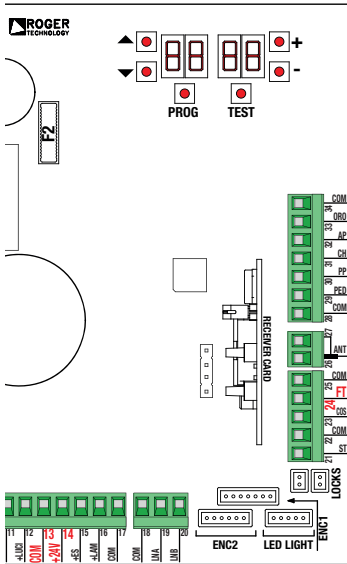 ROGER
TECHNOLOGY
+
-
PROG TEST
F2
RECEIVER CARD
34 COM
33 ORO
32 AP
31 CH
30 PP
29 PED
28 COM
27
26 ANT
25 COM
24 FT
23 COS
22 COM
21 ST
LOCKS
ENC1
ENC2
LED LIGHT
11 12 13 14 15 16 17 18 19 20
+LUCI COM +24V +ES +LAM COM COM LNA LNB